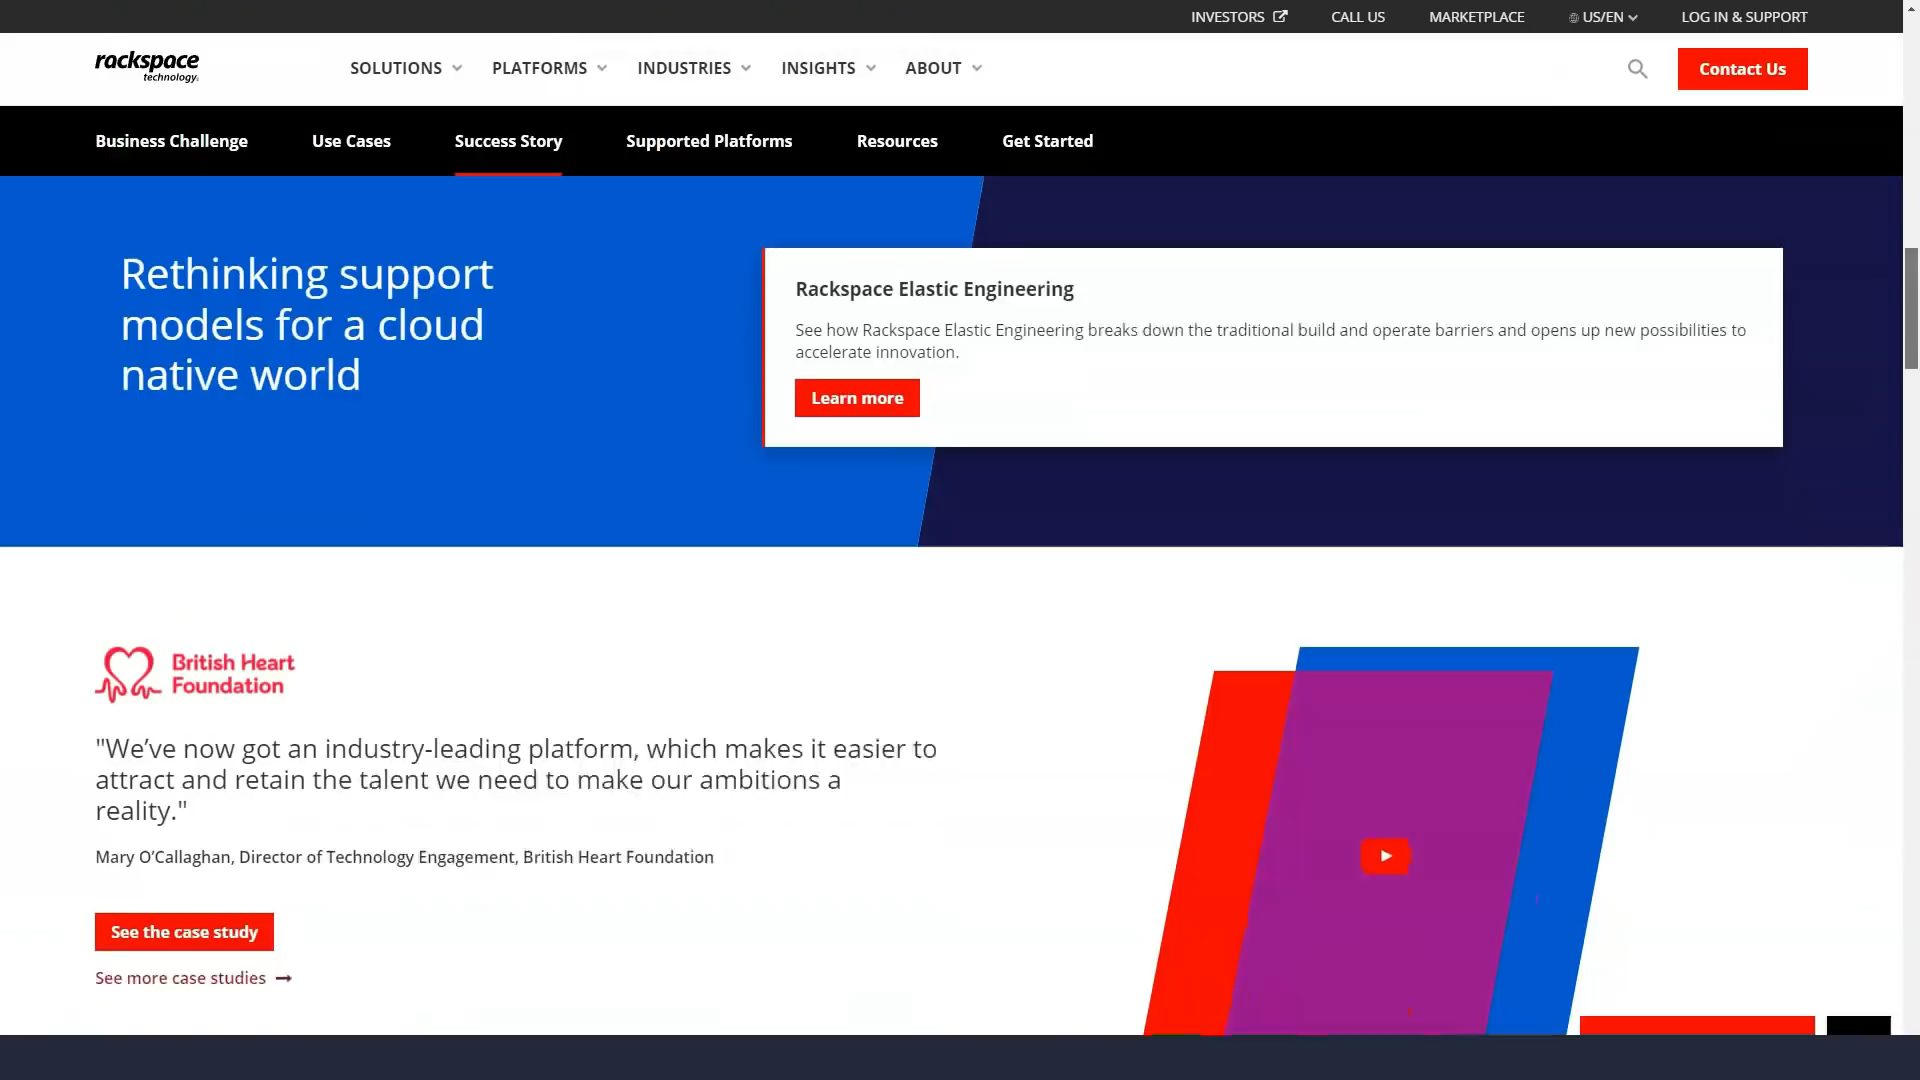 INVESTORS
CALL US
MARKETPLACE
US/EN
LOG IN & SUPPORT
rackspace
technology
SOLUTIONS
PLATFORMS
INDUSTRIES
INSIGHTS
ABOUT
Contact Us
Business Challenge
Use Cases
Success Story
Supported Platforms
Resources
Get Started
Rethinking support
models for a cloud
native world
Rackspace Elastic Engineering
See how Rackspace Elastic Engineering breaks down the traditional build and operate barriers and opens up new possibilities to
accelerate innovation.
Learn more
British Heart
Foundation
"We’ve now got an industry-leading platform, which makes it easier to
attract and retain the talent we need to make our ambitions a
reality."
Mary O’Callaghan, Director of Technology Engagement, British Heart Foundation
See the case study
See more case studies